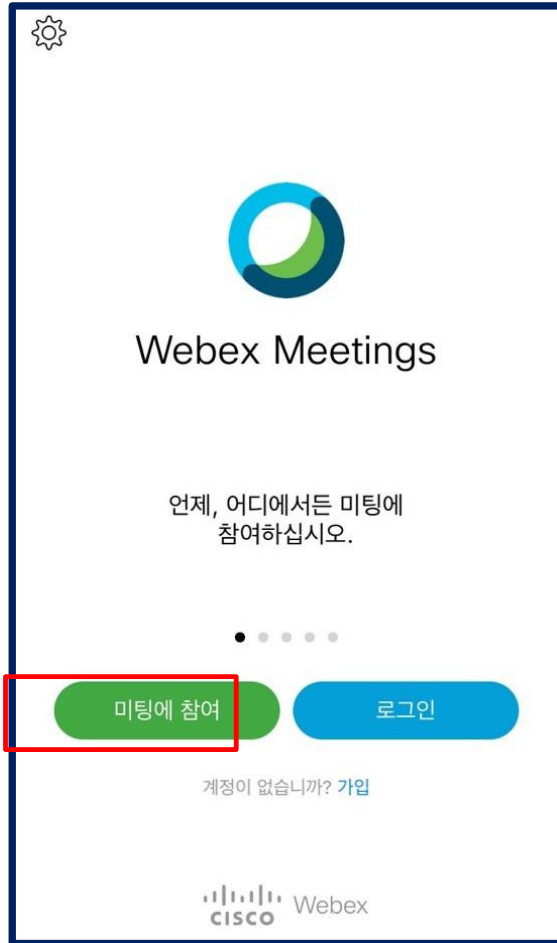 Webex Meetings
언제, 어디에서든 미팅에
참여하십시오.
미팅에 참여
로그인
계정이 없습니까? 가입
CISCO Webex